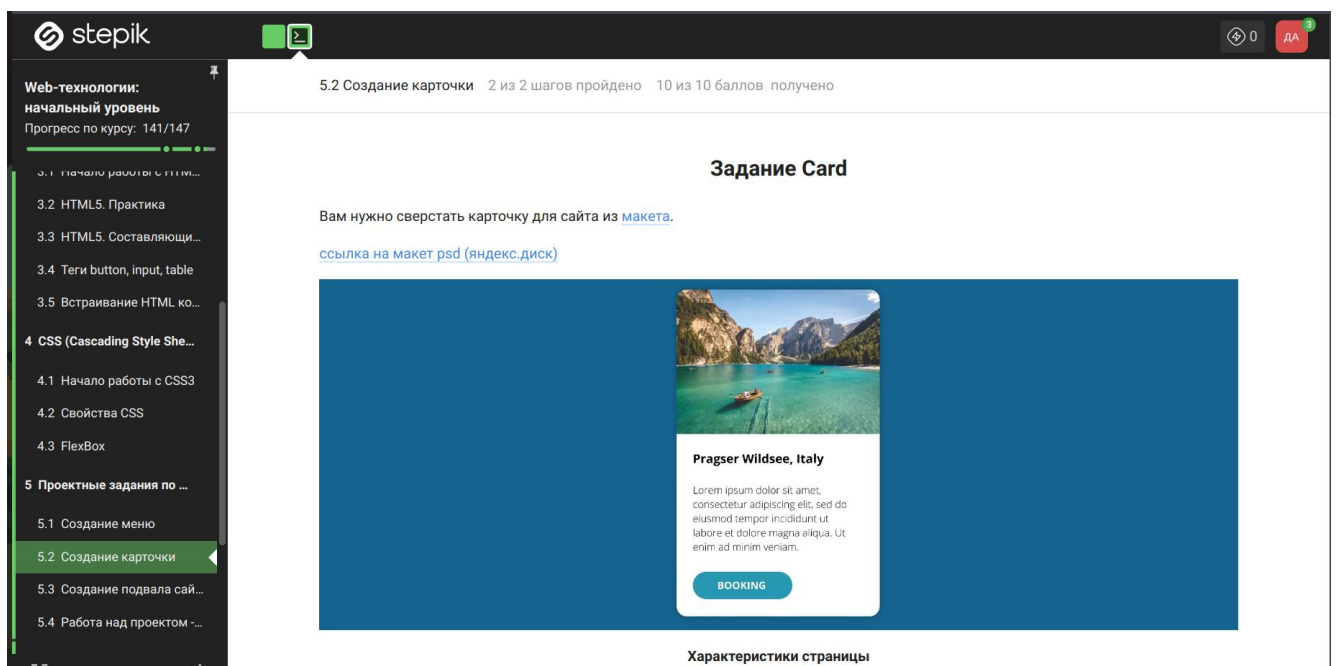 stepik
0
ДА
3
Web-технологии:
начальный уровень
Прогресс по курсу: 141/147
3.1 Начало работы с HTM...
3.2 HTML5. Практика
3.3 HTML5. Составляющи...
3.4 Теги button, input, table
3.5 Встраивание HTML ко...
4 CSS (Cascading Style She...
4.1 Начало работы с CSS3
4.2 Свойства CSS
4.3 FlexBox
5 Проектные задания по ...
5.1 Создание меню
5.2 Создание карточки
5.3 Создание подвала сай...
5.4 Работа над проектом -...
5.2 Создание карточки 2 из 2 шагов пройдено 10 из 10 баллов получено
Задание Card
Вам нужно сверстать карточку для сайта из макета.
ссылка на макет psd (яндекс.диск)
Pragser Wildsee, Italy
Lorem ipsum dolor sit amet,
consectetur adipiscing elit, sed do
eiusmod tempor incididunt ut
labore et dolore magna aliqua. Ut
enim ad minim veniam.
BOOKING
Характеристики страницы